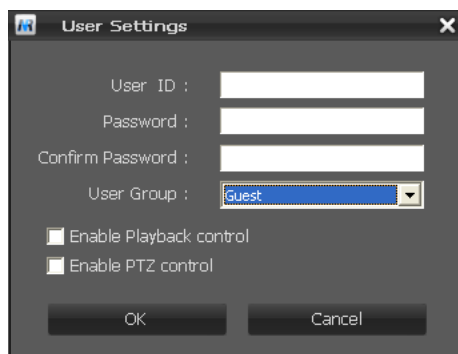 User Settings
User ID :
Password :
Confirm Password :
User Group : Guest
Enable Playback control
Enable PTZ control
OK Cancel